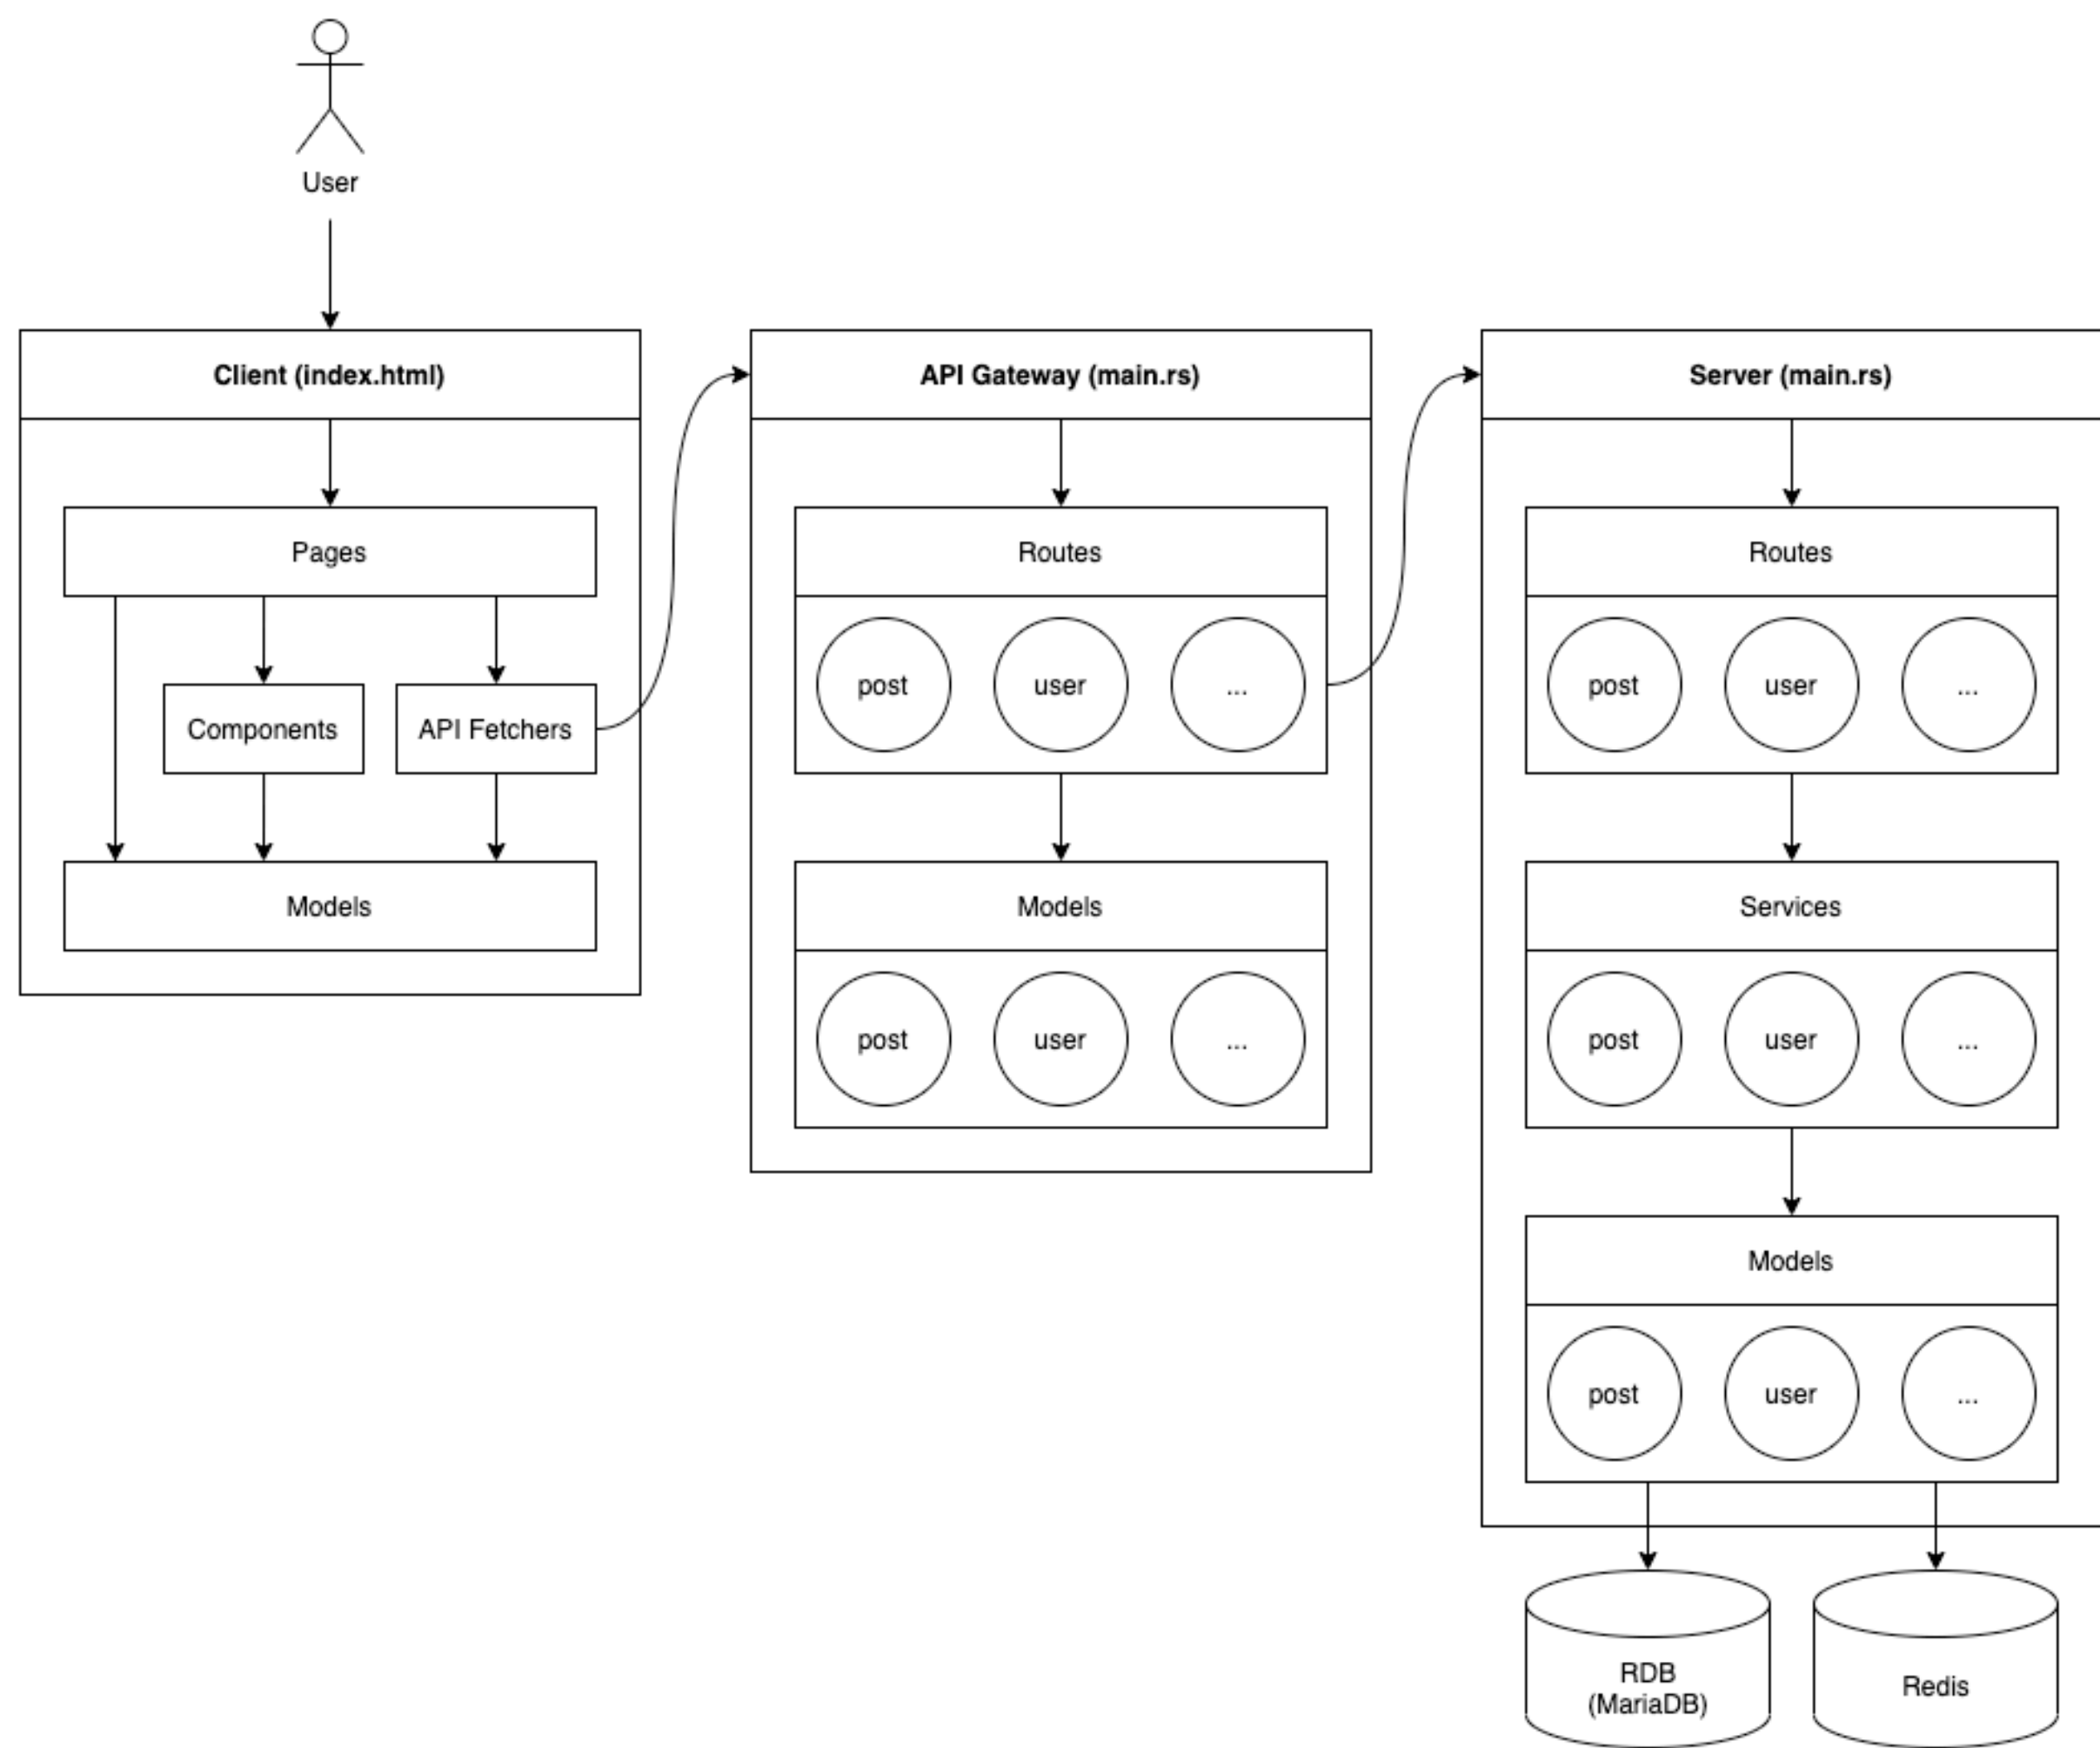 User
Client (index.html)
Pages
Components
API Fetchers
Models
API Gateway (main.rs)
Routes
post
user
...
Models
post
user
...
Server (main.rs)
Routes
post
user
...
Services
post
user
...
Models
post
user
...
RDB
(MariaDB)
Redis